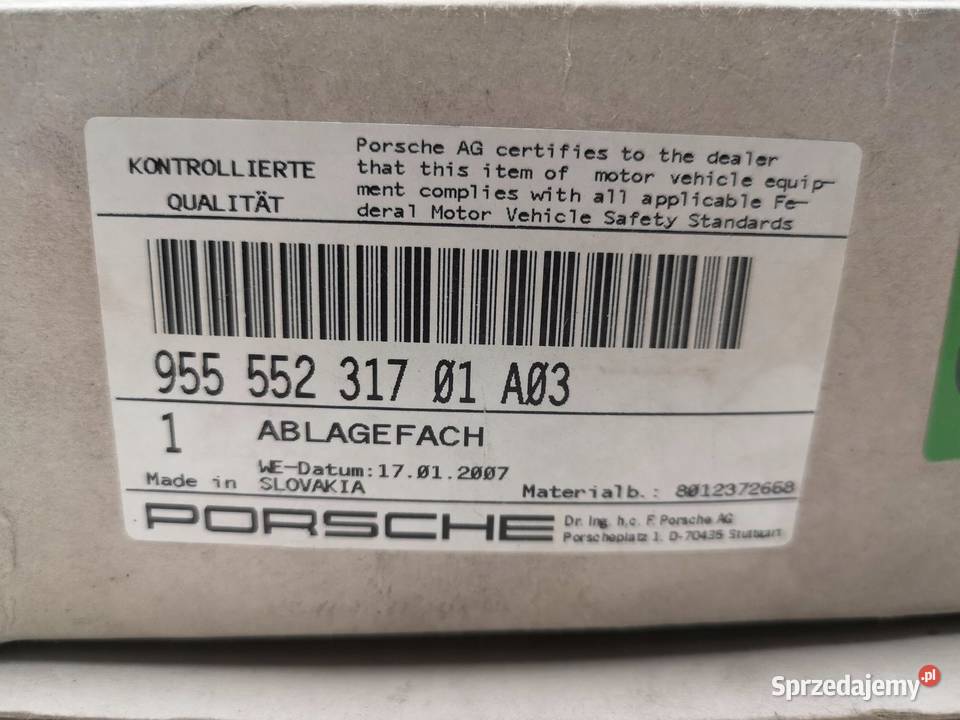 KONTROLLIERTE
QUALITÄT
Porsche AG certifies to the dealer
that this item of motor vehicle equip-
ment complies with all applicable Fe-
deral Motor Vehicle Safety Standards
955 552 317 01 A03
1 ABLAGEFACH
WE-Datum:17.01.2007
Made in SLOVAKIA
Materialb.: 8012372668
PORSCHE
Dr. Ing. h.c. F. Porsche AG
Porscheplatz 1, D-70435 Stuttgart
Sprzedajemy.pl